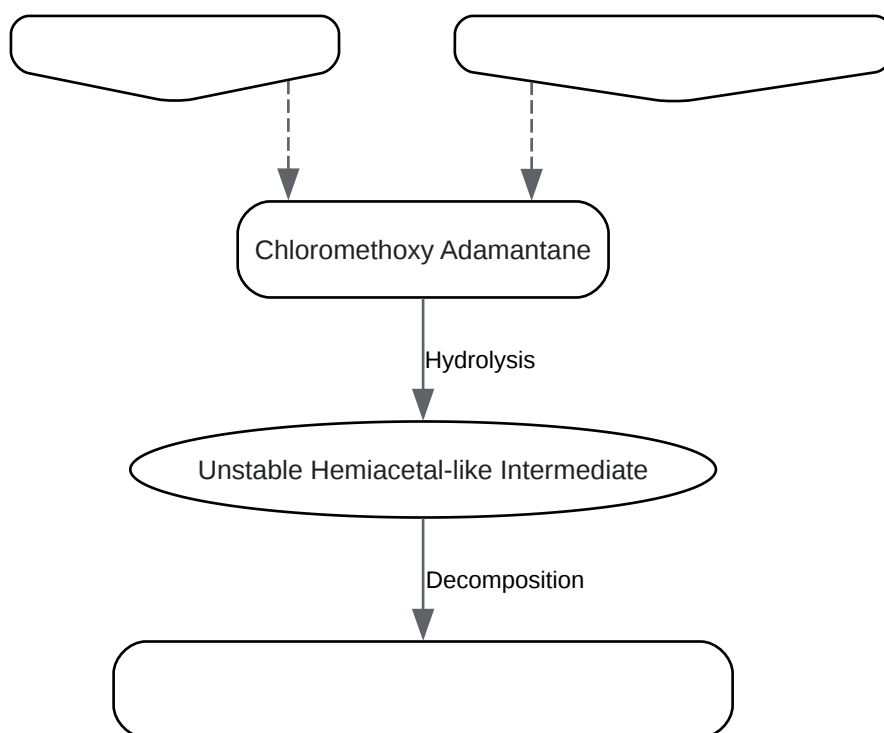 Chloromethoxy Adamantane
Hydrolysis
Unstable Hemiacetal-like Intermediate
Decomposition